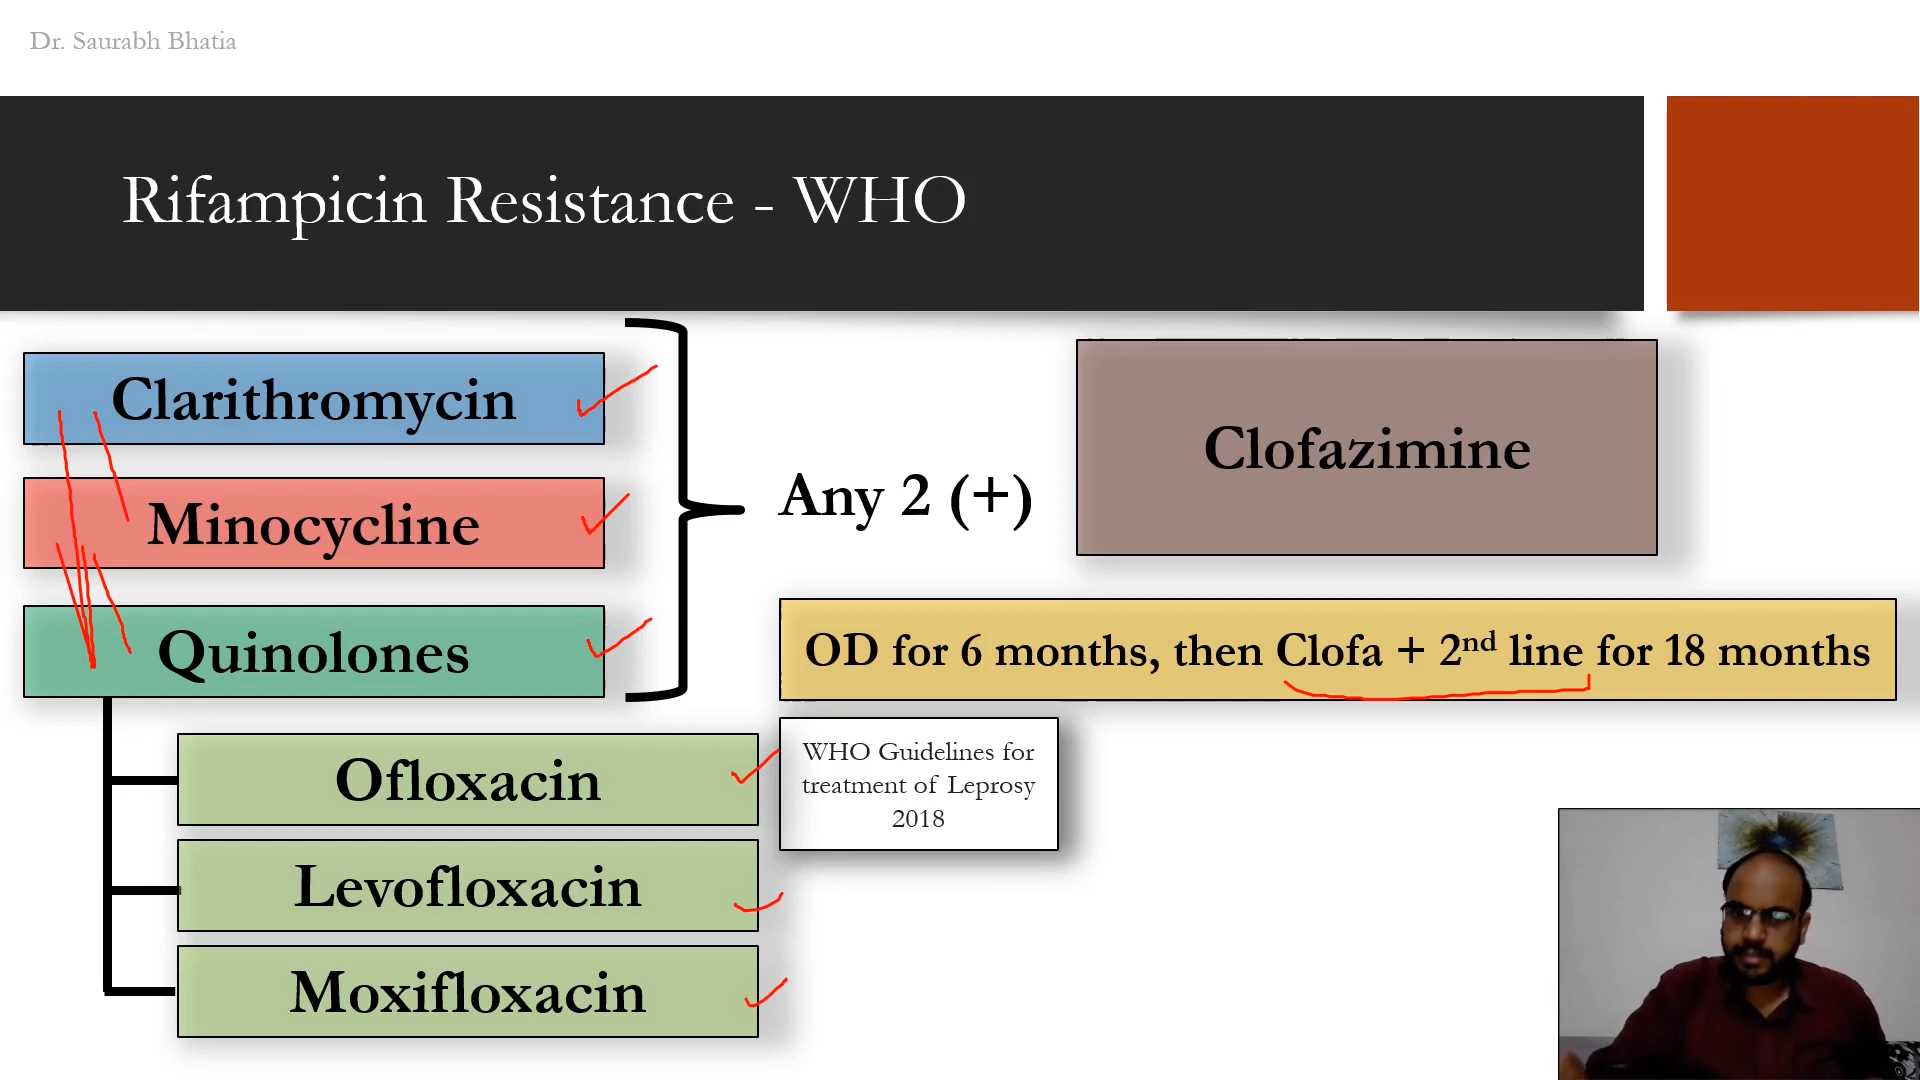 Dr. Saurabh Bhatia
Rifampicin Resistance - WHO
Clarithromycin
Minocycline
Quinolones
Any 2 (+)
Clofazimine
OD for 6 months, then Clofa + 2nd line for 18 months
Ofloxacin
Levofloxacin
Moxifloxacin
WHO Guidelines for
treatment of Leprosy
2018